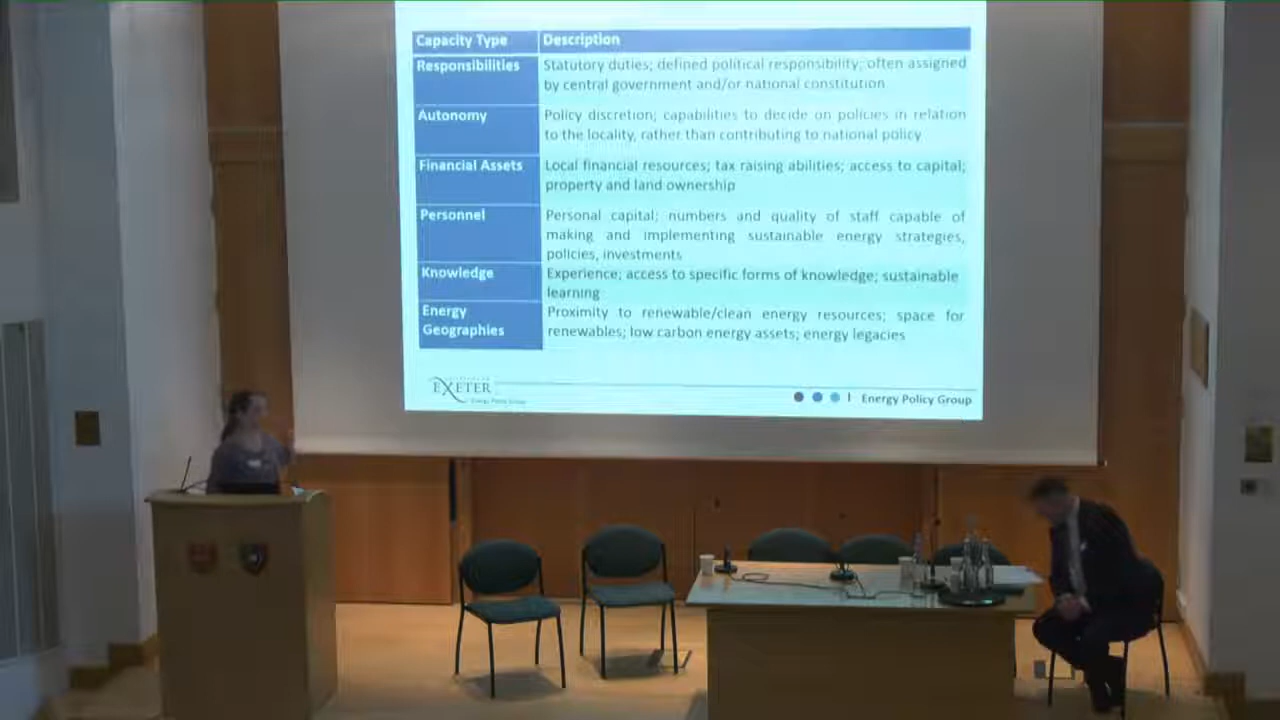 Capacity Type Description
Responsibilities Statutory duties; defined political responsibility; often assigned
by central government and/or national constitution
Autonomy Policy discretion; capabilities to decide on policies in relation
to the locality, rather than contributing to national policy
Financial Assets Local financial resources; tax raising abilities; access to capital;
property and land ownership
Personnel Personal capital; numbers and quality of staff capable of
making and implementing sustainable energy strategies,
policies, investments
Knowledge Experience; access to specific forms of knowledge; sustainable
learning
Energy Proximity to renewable/clean energy resources; space for
Geographies renewables; low carbon energy assets; energy legacies
EXETER
Energy Policy Group
Energy Policy Group